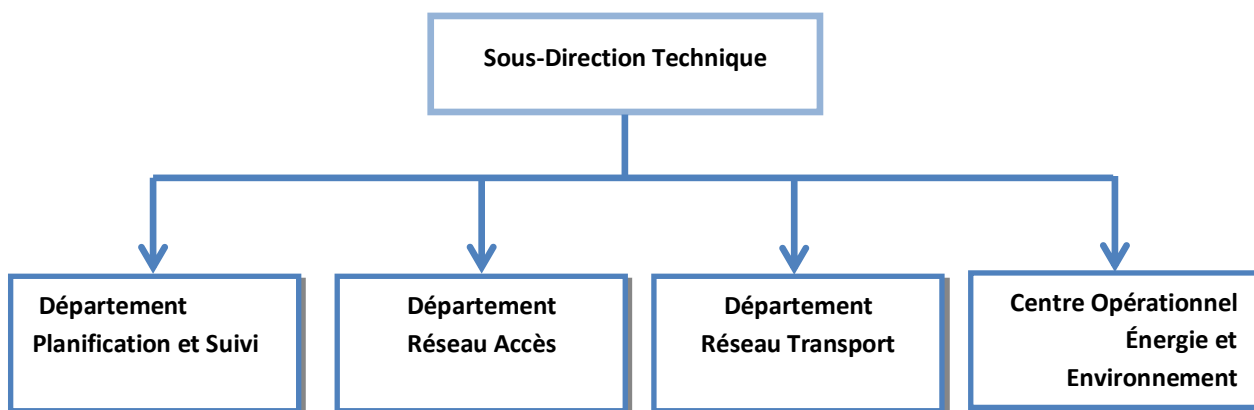 Sous-Direction Technique
Département
Planification et Suivi
Département
Réseau Accès
Département
Réseau Transport
Centre Opérationnel
Énergie et
Environnement